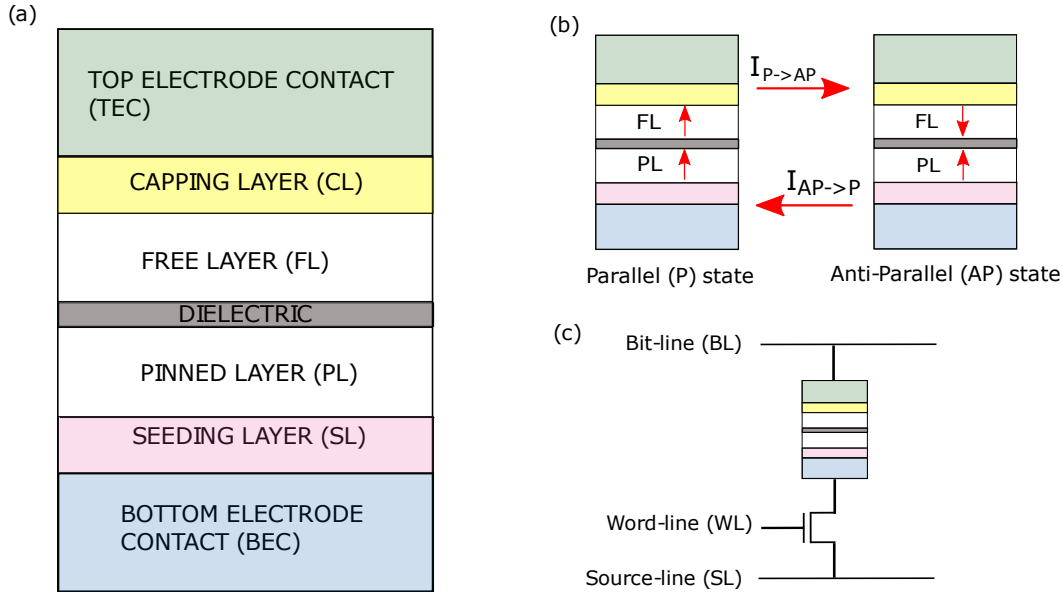 (a)
TOP ELECTRODE CONTACT
(TEC)
CAPPING LAYER (CL)
FREE LAYER (FL)
DIELECTRIC
PINNED LAYER (PL)
SEEDING LAYER (SL)
BOTTOM ELECTRODE
CONTACT (BEC)
(b)
I P->AP
FL
PL
FL
PL
I AP->P
Parallel (P) state
Anti-Parallel (AP) state
(c)
Bit-line (BL)
Word-line (WL)
Source-line (SL)